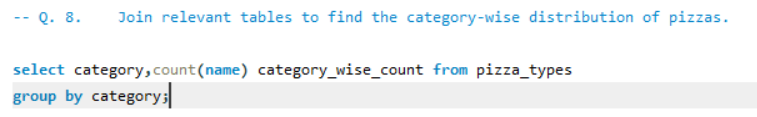 -- Q. 8.    Join relevant tables to find the category-wise distribution of pizzas.
select category,count(name) category_wise_count from pizza_types
group by category;